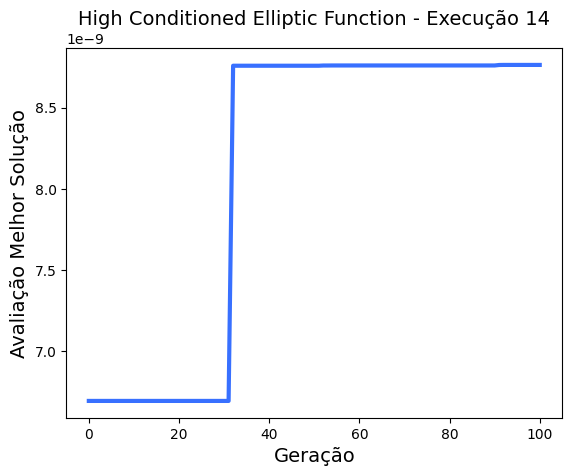 High Conditioned Elliptic Function - Execução 14
1e−9
Avaliação Melhor Solução
8.5
8.0
7.5
7.0
0 20 40 60 80 100
Geração